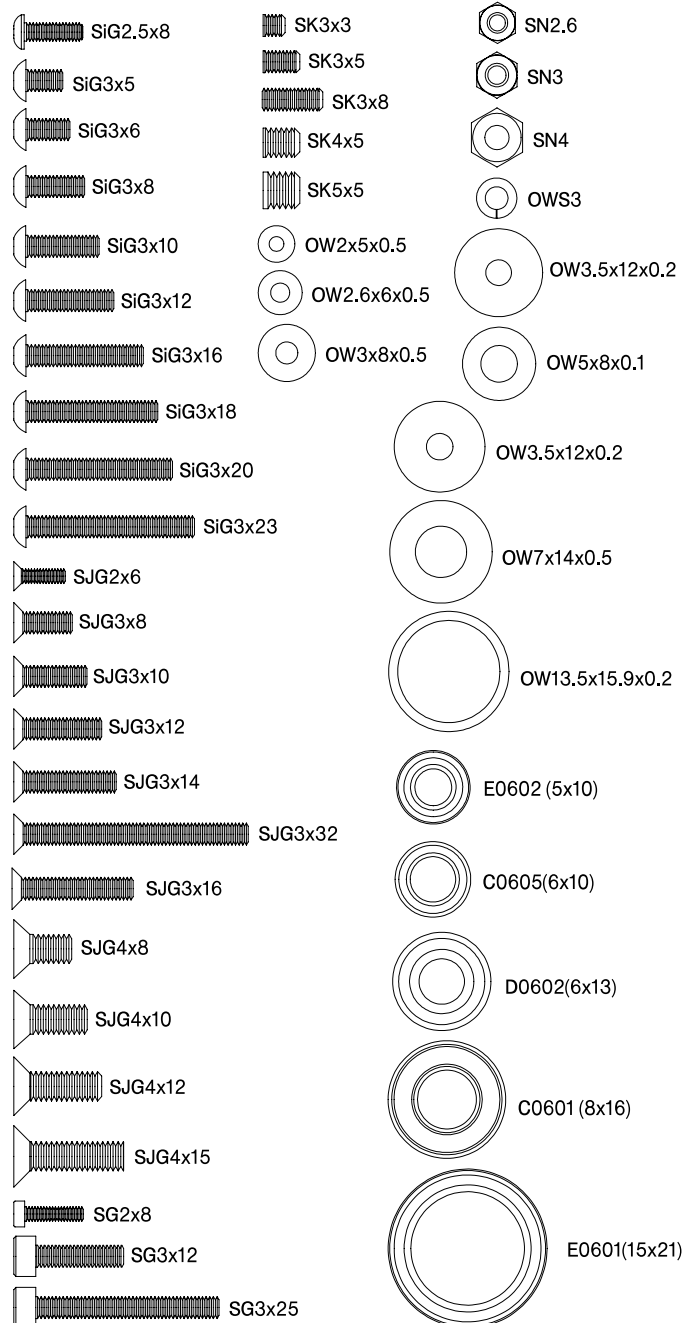 SiG2.5x8
SiG3x5
SiG3x6
SiG3x8
SiG3x10
SiG3x12
SiG3x16
SiG3x18
SiG3x20
SiG3x23
SJG2x6
SJG3x8
SJG3x10
SJG3x12
SJG3x14
SJG3x32
SJG3x16
SJG4x8
SJG4x10
SJG4x12
SJG4x15
SG2x8
SG3x12
SG3x25
SK3x3
SK3x5
SK3x8
SK4x5
SK5x5
OW2x5x0.5
OW2.6x6x0.5
OW3x8x0.5
SN2.6
SN3
SN4
OWS3
OW3.5x12x0.2
OW5x8x0.1
OW3.5x12x0.2
OW7x14x0.5
OW13.5x15.9x0.2
E0602 (5x10)
C0605(6x10)
D0602(6x13)
C0601 (8x16)
E0601(15x21)